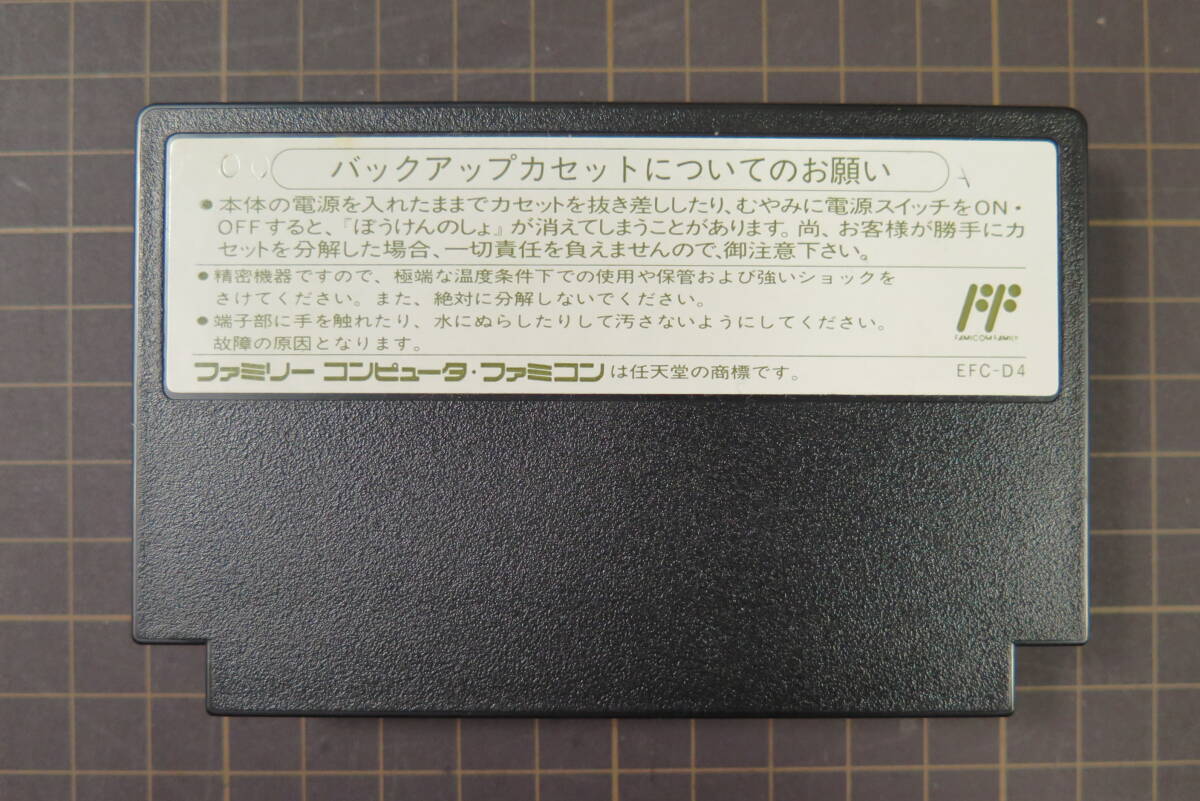 バックアップカセットについてのお願い
●本体の電源を入れたままでカセットを抜き差ししたり、むやみに電源スイッチをON・
OFFすると、『ぼうけんのしょ』が消えてしまうことがあります。尚、お客様が勝手にカ
セットを分解した場合、一切責任を負えませんので、御注意下さい。
●精密機器ですので、極端な温度条件下での使用や保管および強いショックを
さけてください。また、絶対に分解しないでください。
●端子部に手を触れたり、水にぬらしたりして汚さないようにしてください。
故障の原因となります。
FF
FAMICOM FAMILY
ファミリー コンピュータ・ファミコンは任天堂の商標です。
EFC-D4